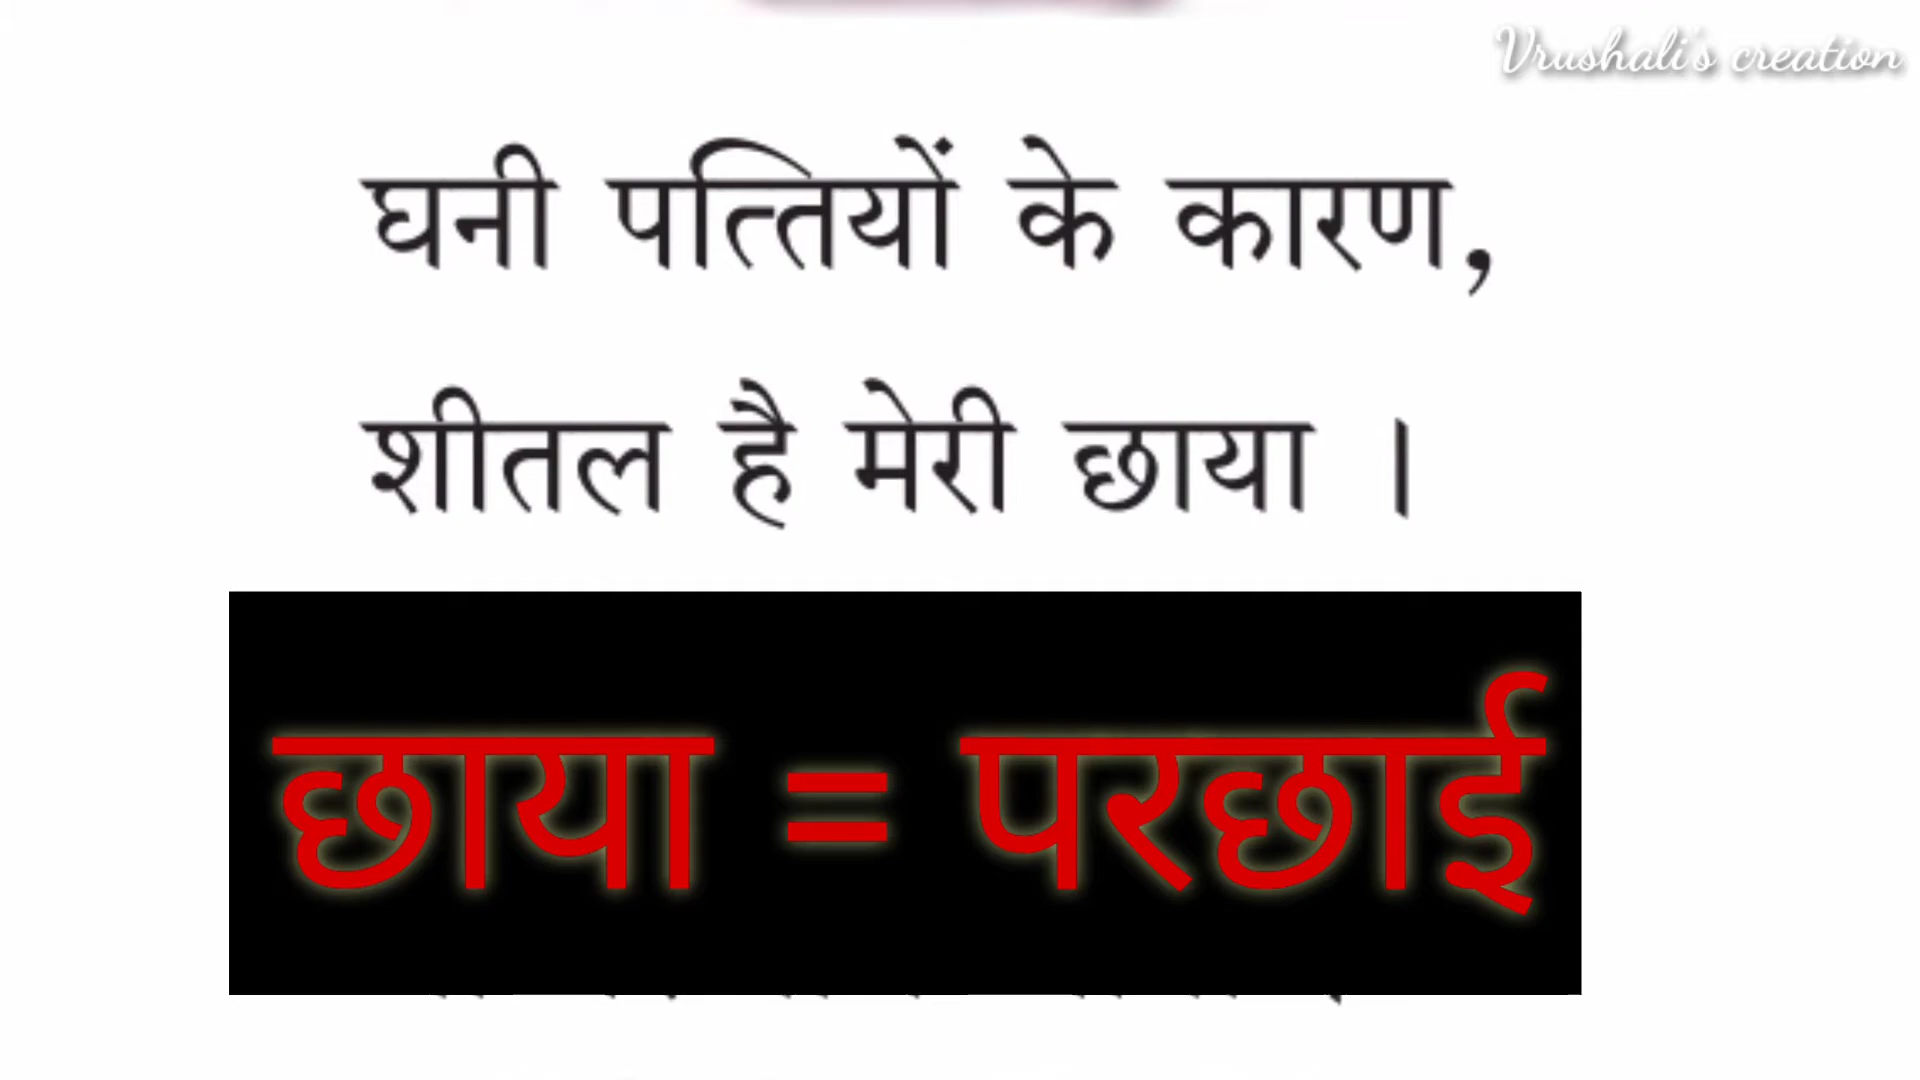 Vrushali's creation
घनी पत्तियों के कारण,
शीतल है मेरी छाया ।
छाया = परछाई